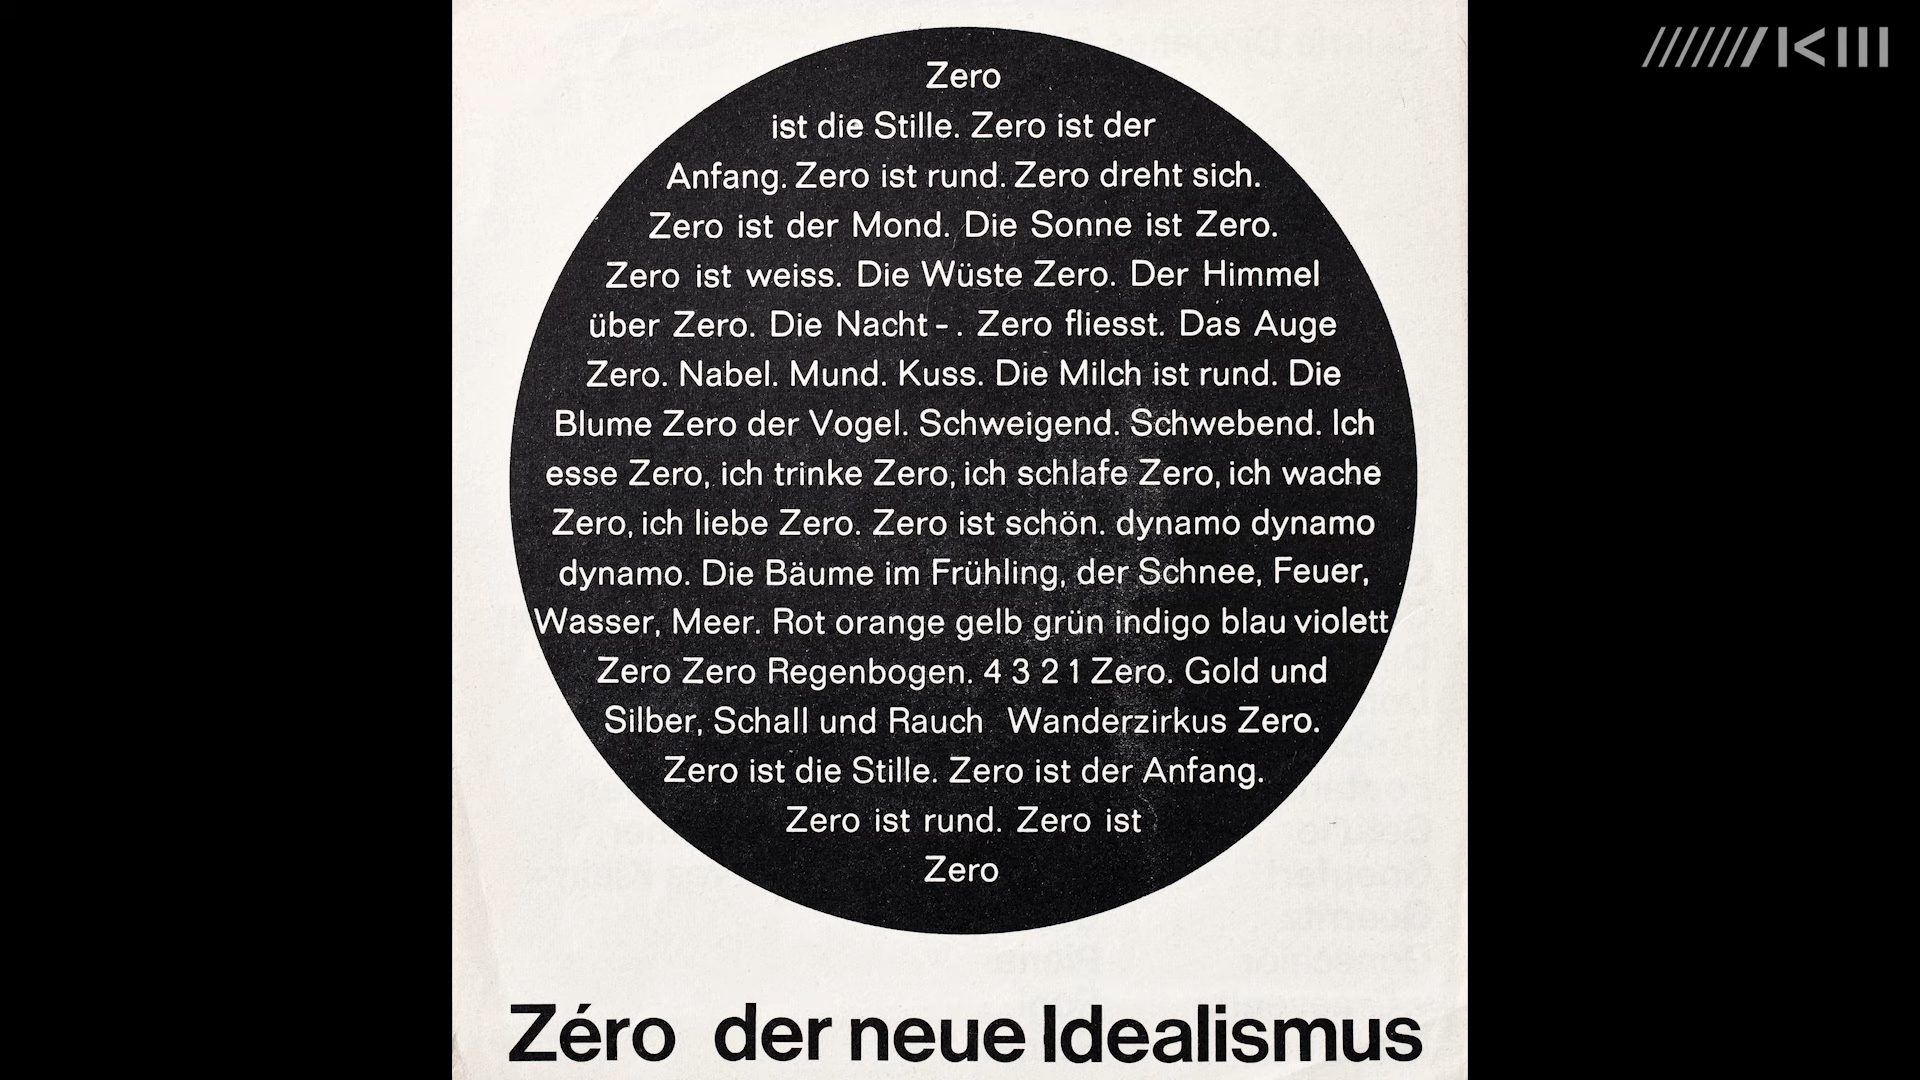 Zero
ist die Stille. Zero ist der
Anfang. Zero ist rund. Zero dreht sich.
Zero ist der Mond. Die Sonne ist Zero.
Zero ist weiss. Die Wüste Zero. Der Himmel
über Zero. Die Nacht - . Zero fliesst. Das Auge
Zero. Nabel. Mund. Kuss. Die Milch ist rund. Die
Blume Zero der Vogel. Schweigend. Schwebend. Ich
esse Zero, ich trinke Zero, ich schlafe Zero, ich wache
Zero, ich liebe Zero. Zero ist schön. dynamo dynamo
dynamo. Die Bäume im Frühling, der Schnee, Feuer,
Wasser, Meer. Rot orange gelb grün indigo blau violett
Zero Zero Regenbogen. 4 3 2 1 Zero. Gold und
Silber, Schall und Rauch Wanderzirkus Zero.
Zero ist die Stille. Zero ist der Anfang.
Zero ist rund. Zero ist
Zero
Zéro der neue Idealismus